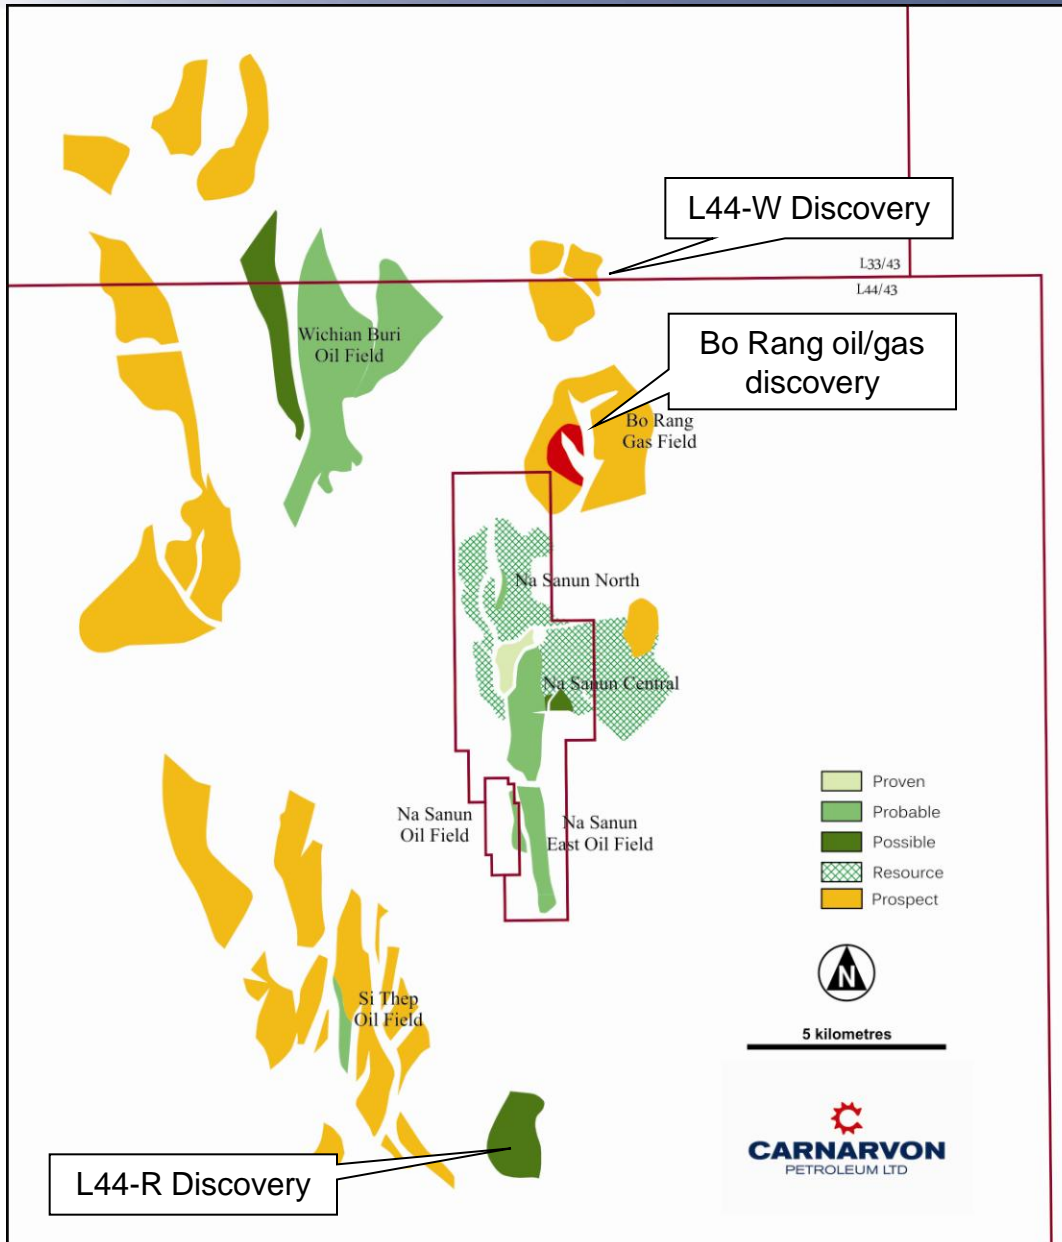 L44-W Discovery
L33/43
L44/43
Wichian Buri
Oil Field
Bo Rang oil/gas
discovery
Bo Rang
Gas Field
Na Sanun North
Na Sanun Central
Na Sanun
Oil Field
Na Sanun
East Oil Field
Proven
Probable
Possible
Resource
Prospect
N
Si Thep
Oil Field
5 kilometres
CARNARVON
PETROLEUM LTD
L44-R Discovery